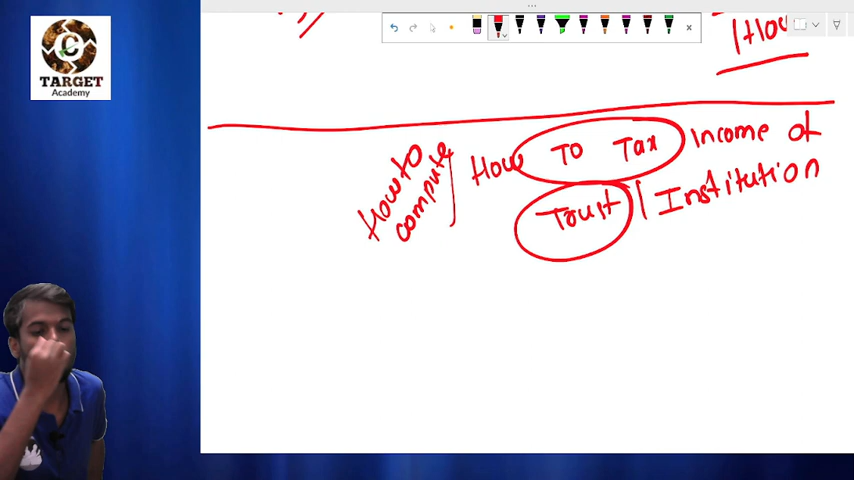 TARGET
Academy
How to
compute
How To Tax Income of
Trust | Institution